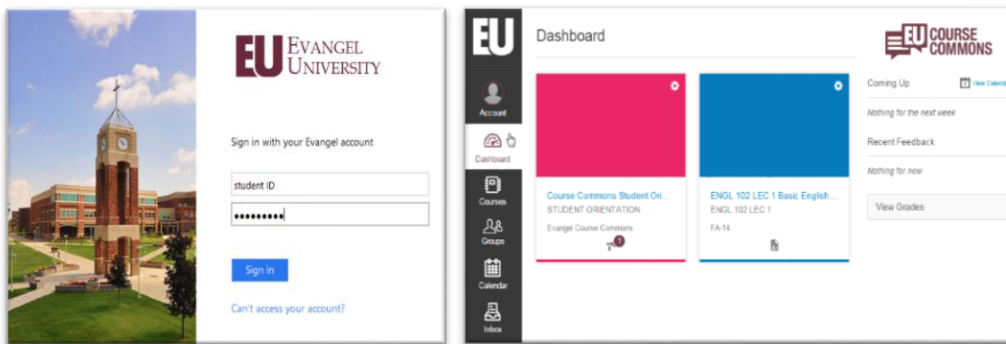 EU EVANGEL
UNIVERSITY
Sign in with your Evangel account
student ID
Sign in
Can't access your account?
EU
Account
Dashboard
Courses
Groups
Calendar
Inbox
Dashboard
Course Commons Student Ori...
STUDENT ORIENTATION
Evangel Course Commons
1
ENGL 102 LEC 1 Basic English...
ENGL 102 LEC 1
FA-14
EU COURSE
COMMONS
Coming Up
View Calenda
Nothing for the next week
Recent Feedback
Nothing for now
View Grades